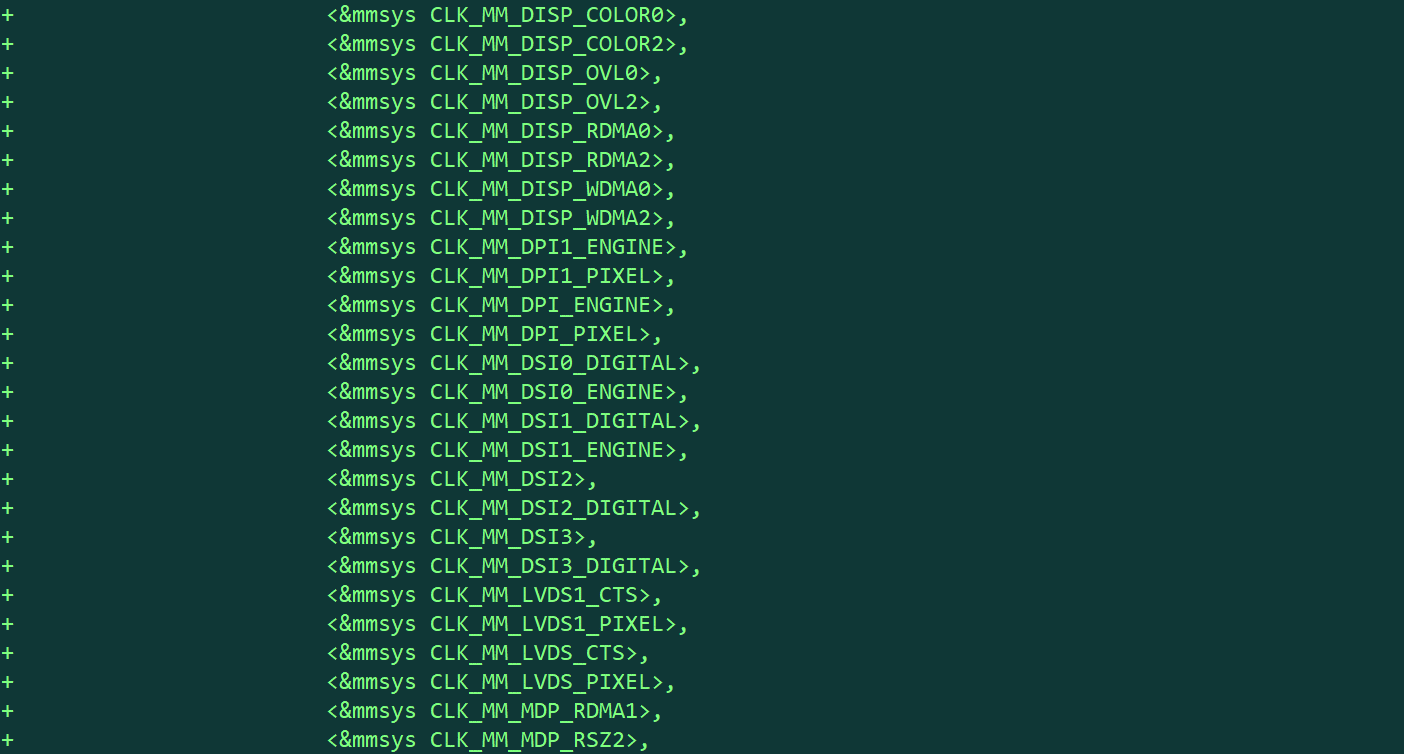 + <&mmsys CLK_MM_DISP_COLOR0>,
+ <&mmsys CLK_MM_DISP_COLOR2>,
+ <&mmsys CLK_MM_DISP_OVL0>,
+ <&mmsys CLK_MM_DISP_OVL2>,
+ <&mmsys CLK_MM_DISP_RDMA0>,
+ <&mmsys CLK_MM_DISP_RDMA2>,
+ <&mmsys CLK_MM_DISP_WDMA0>,
+ <&mmsys CLK_MM_DISP_WDMA2>,
+ <&mmsys CLK_MM_DPI1_ENGINE>,
+ <&mmsys CLK_MM_DPI1_PIXEL>,
+ <&mmsys CLK_MM_DPI_ENGINE>,
+ <&mmsys CLK_MM_DPI_PIXEL>,
+ <&mmsys CLK_MM_DSI0_DIGITAL>,
+ <&mmsys CLK_MM_DSI0_ENGINE>,
+ <&mmsys CLK_MM_DSI1_DIGITAL>,
+ <&mmsys CLK_MM_DSI1_ENGINE>,
+ <&mmsys CLK_MM_DSI2>,
+ <&mmsys CLK_MM_DSI2_DIGITAL>,
+ <&mmsys CLK_MM_DSI3>,
+ <&mmsys CLK_MM_DSI3_DIGITAL>,
+ <&mmsys CLK_MM_LVDS1_CTS>,
+ <&mmsys CLK_MM_LVDS1_PIXEL>,
+ <&mmsys CLK_MM_LVDS_CTS>,
+ <&mmsys CLK_MM_LVDS_PIXEL>,
+ <&mmsys CLK_MM_MDP_RDMA1>,
+ <&mmsys CLK_MM_MDP_RSZ2>,